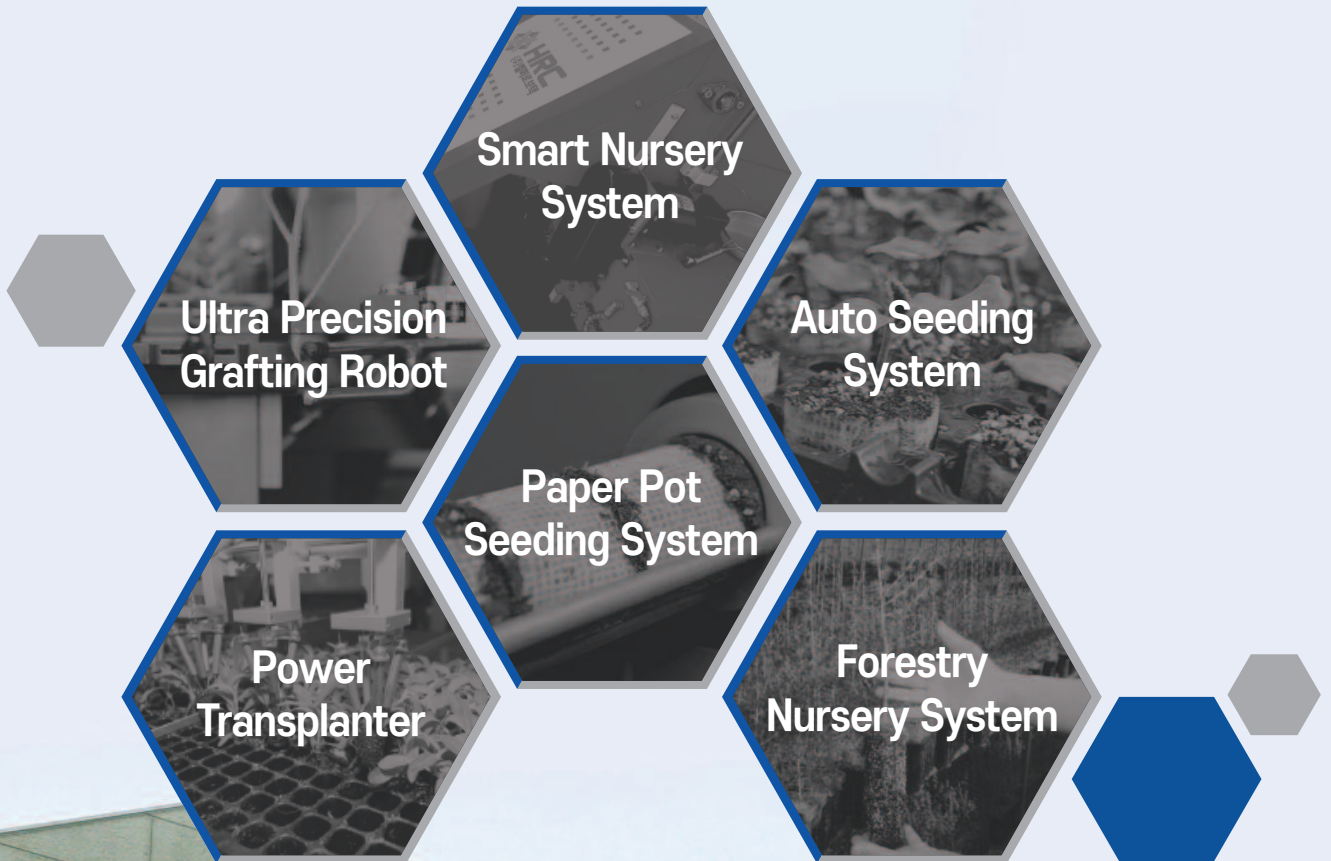 HRC
Smart Nursery
System
Ultra Precision
Grafting Robot
Auto Seeding
System
Paper Pot
Seeding System
Power
Transplanter
Forestry
Nursery System